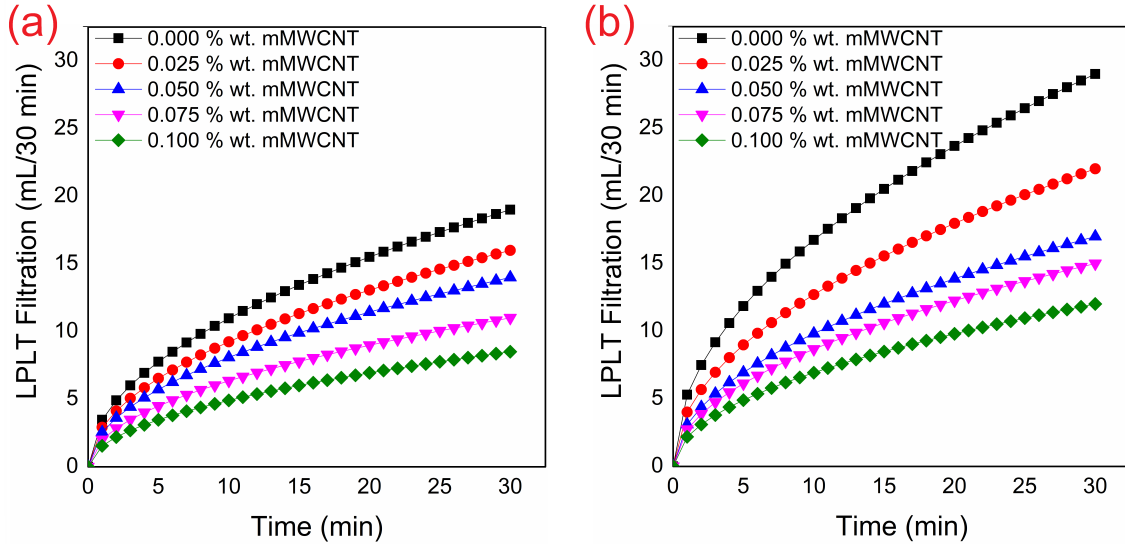 (a)
LPLT Filtration (mL/30 min)
30
25
20
15
10
5
0
0.000 % wt. mMWCNT
0.025 % wt. mMWCNT
0.050 % wt. mMWCNT
0.075 % wt. mMWCNT
0.100 % wt. mMWCNT
0 5 10 15 20 25 30
Time (min)
(b)
LPLT Filtration (mL/30 min)
30
25
20
15
10
5
0
0.000 % wt. mMWCNT
0.025 % wt. mMWCNT
0.050 % wt. mMWCNT
0.075 % wt. mMWCNT
0.100 % wt. mMWCNT
0 5 10 15 20 25 30
Time (min)